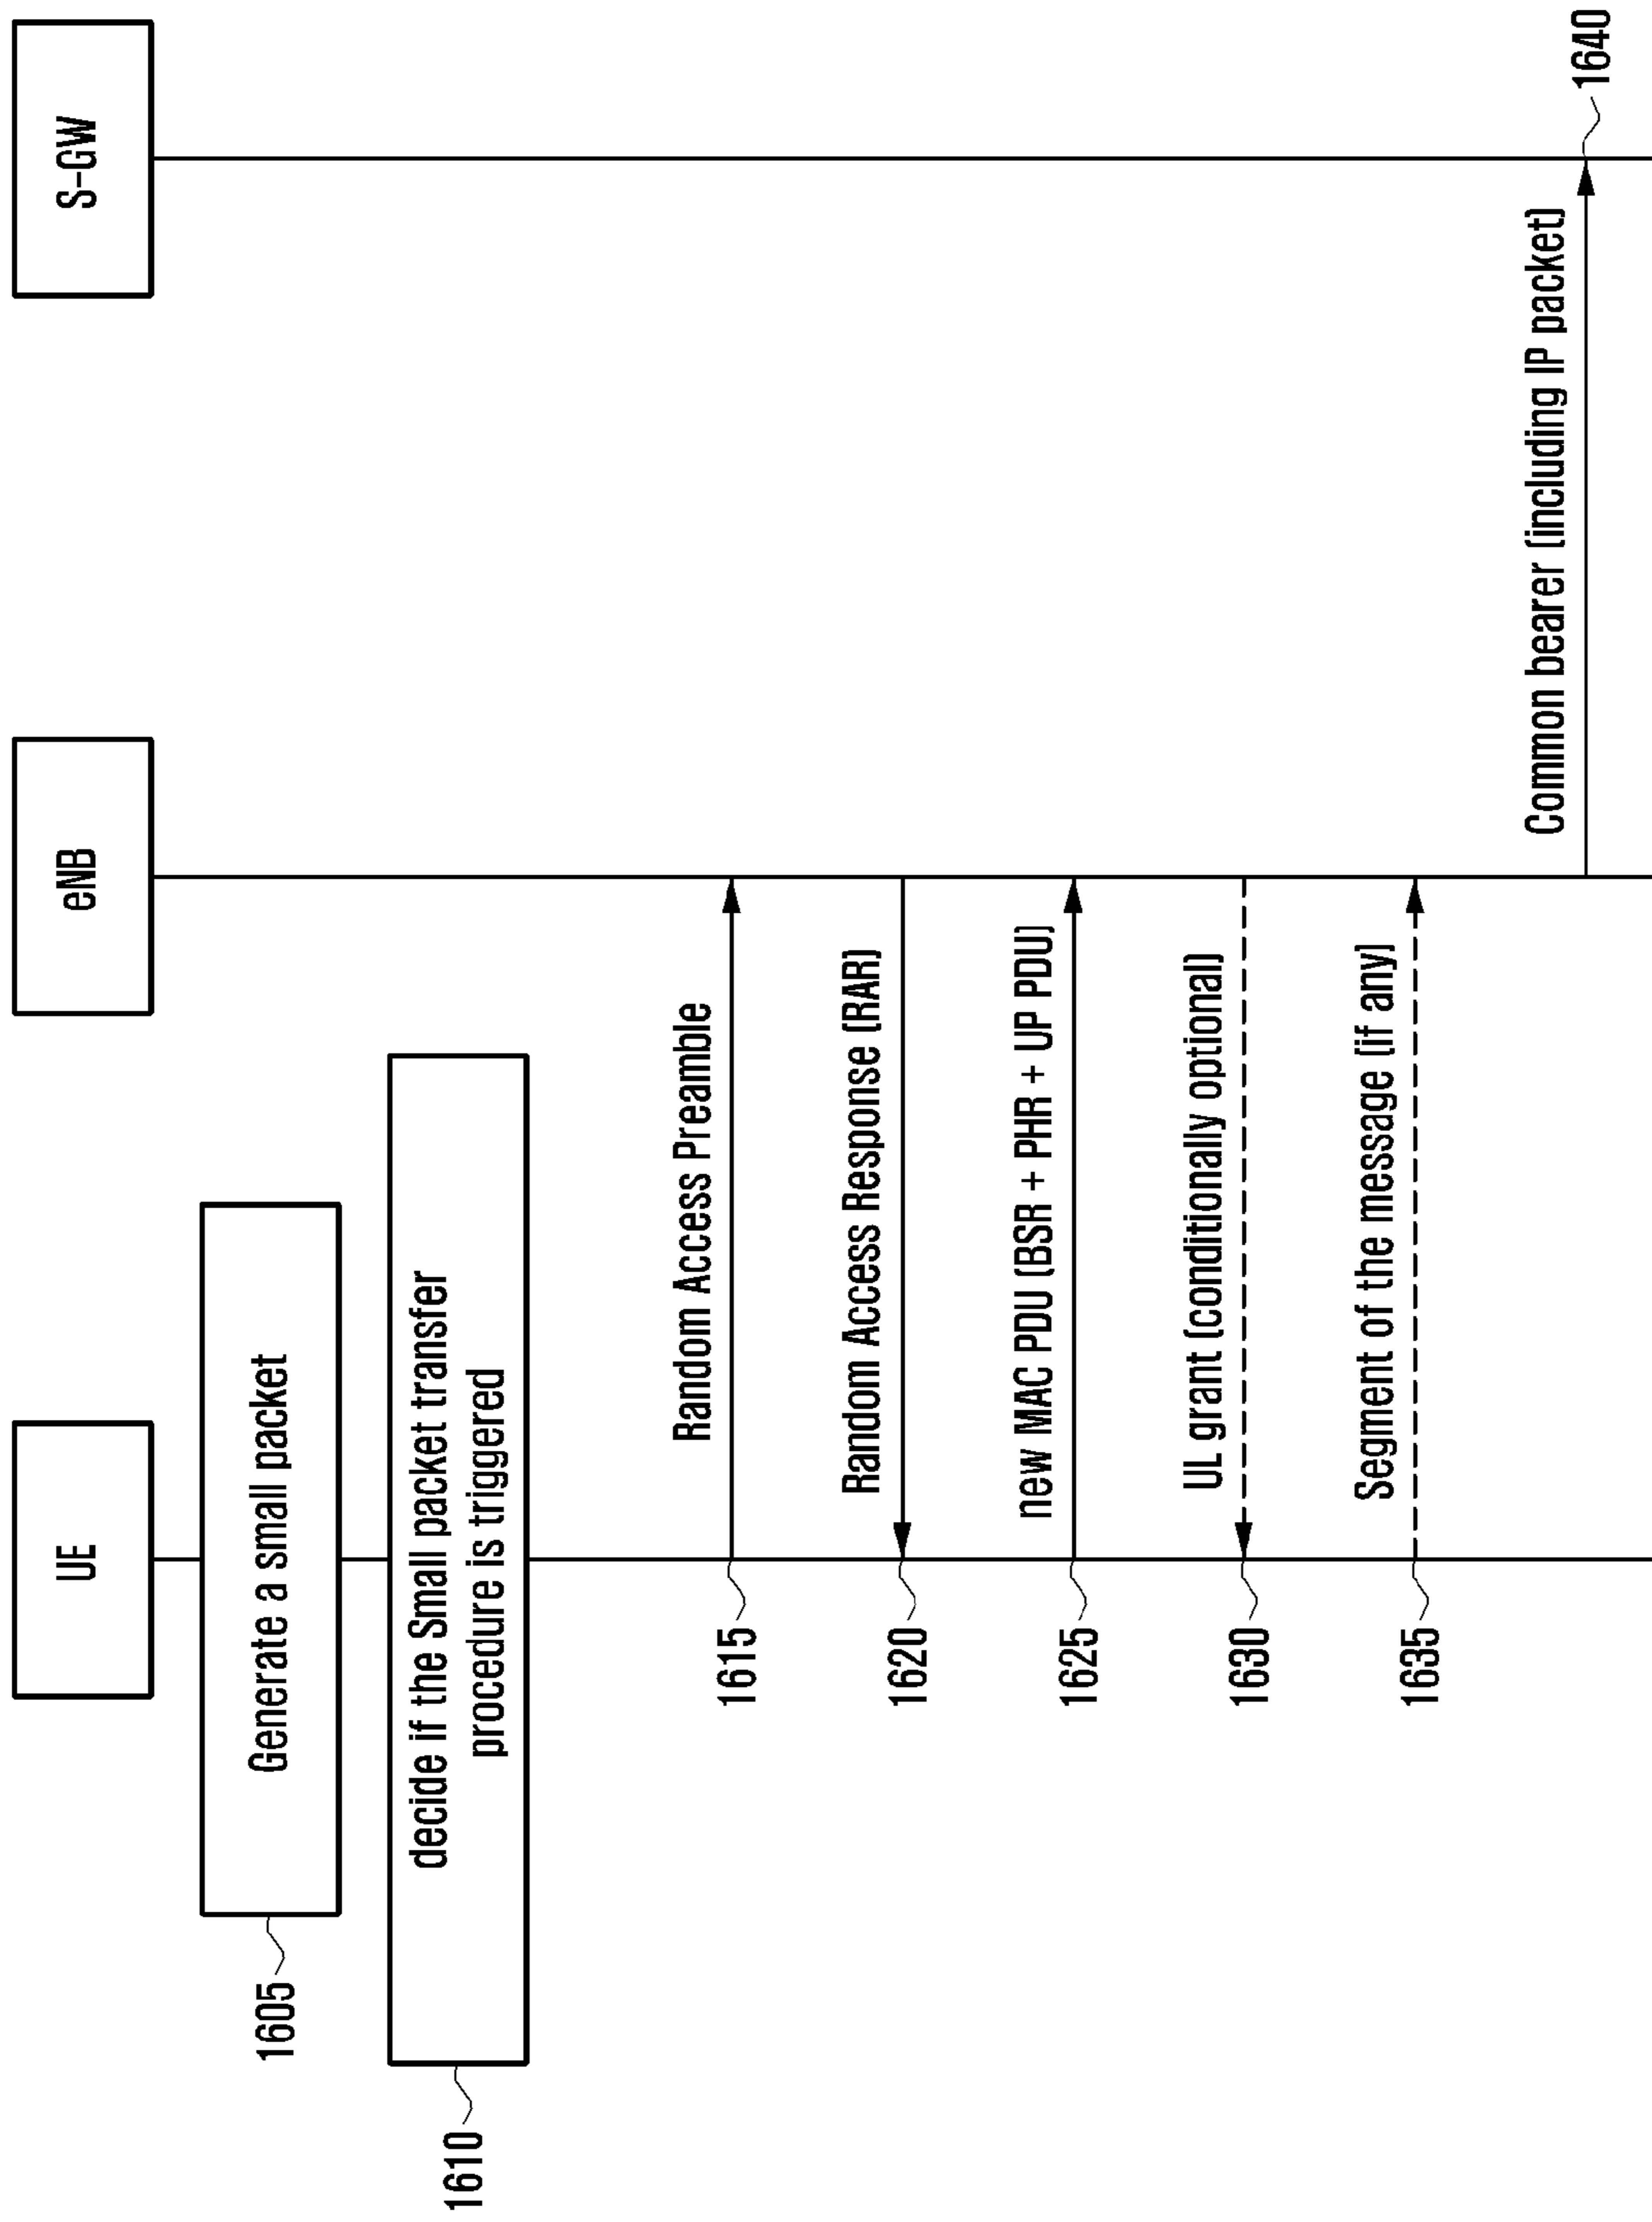 UE
eNB
S-GW
Generate a small packet
1605
decide if the Small packet transfer
procedure is triggered
1610
Random Access Preamble
1615
Random Access Response (RAR)
1620
new MAC PDU (BSR + PHR + UP PDU)
1625
UL grant (conditionally optional)
1630
Segment of the message (if any)
1635
Common bearer (including IP packet)
1640